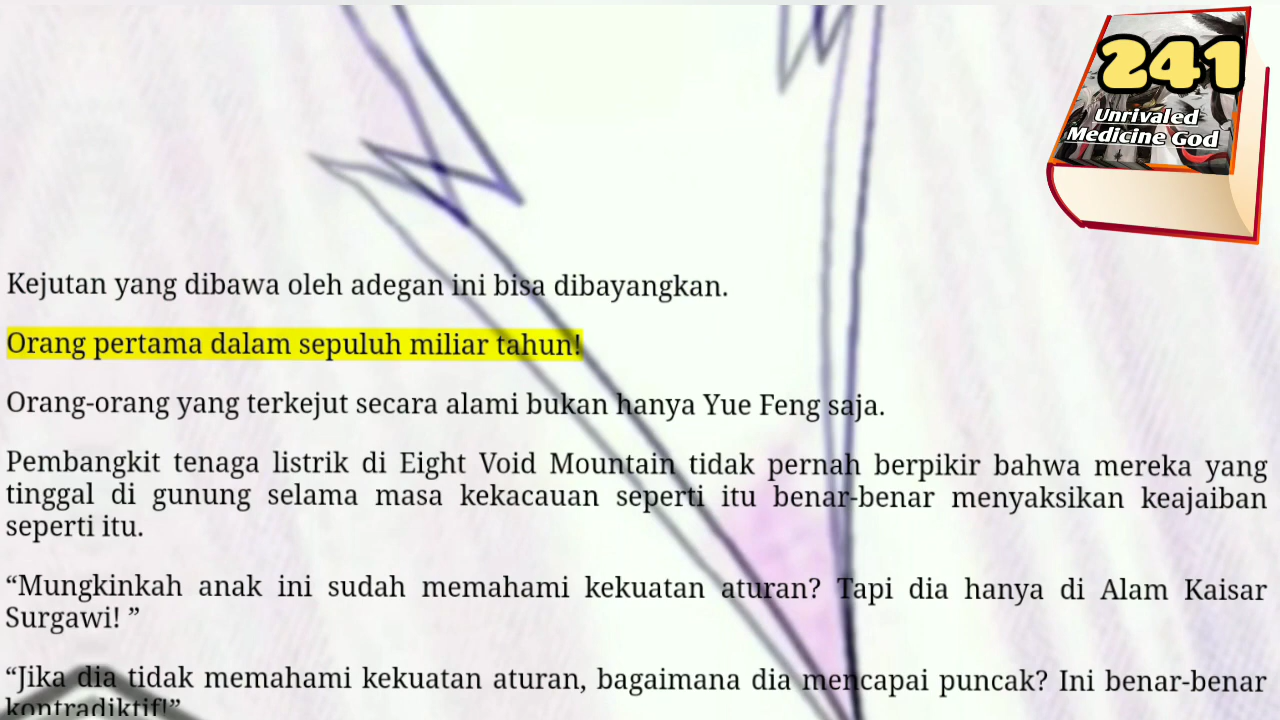 241
Unrivaled
Medicine God
Kejutan yang dibawa oleh adegan ini bisa dibayangkan.
Orang pertama dalam sepuluh miliar tahun!
Orang-orang yang terkejut secara alami bukan hanya Yue Feng saja.
Pembangkit tenaga listrik di Eight Void Mountain tidak pernah berpikir bahwa mereka yang
tinggal di gunung selama masa kekacauan seperti itu benar-benar menyaksikan keajaiban
seperti itu.
“Mungkinkah anak ini sudah memahami kekuatan aturan? Tapi dia hanya di Alam Kaisar
Surgawi! ”
“Jika dia tidak memahami kekuatan aturan, bagaimana dia mencapai puncak? Ini benar-benar
kontradiktif!”